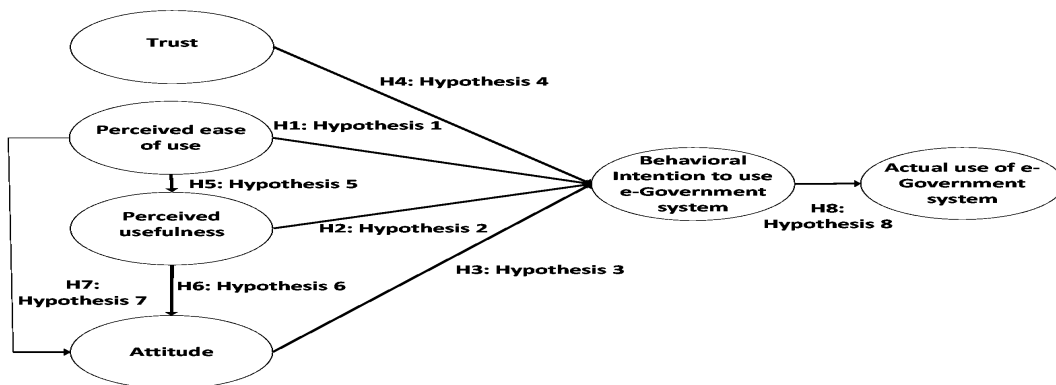 Trust
H4: Hypothesis 4
Perceived ease
of use
H1: Hypothesis 1
H5: Hypothesis 5
Perceived
usefulness
H2: Hypothesis 2
Behavioral
Intention to use
e-Government
system
H8:
Hypothesis 8
Actual use of e-
Government
system
H3: Hypothesis 3
H7:
Hypothesis 7
H6: Hypothesis 6
Attitude